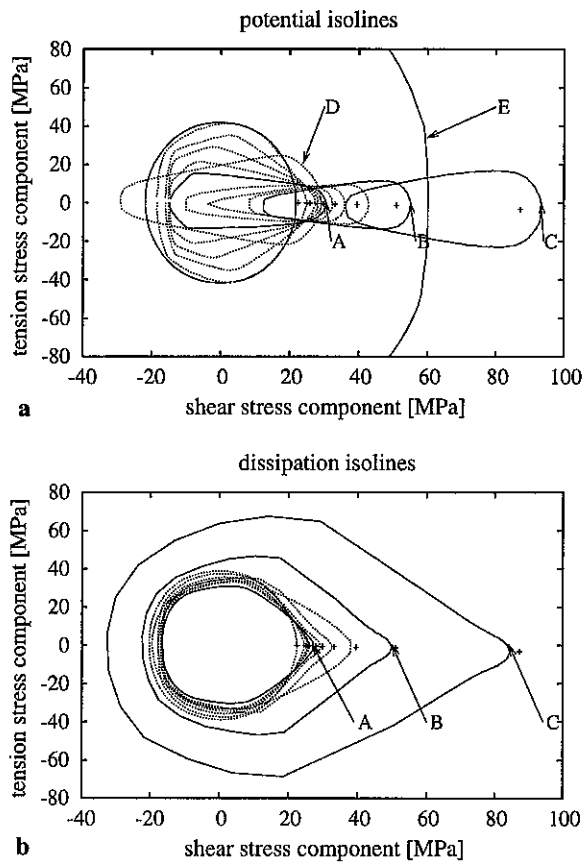 potential isolines
80
60
40
20
0
-20
-40
-60
-80
tension stress component [MPa]
D
E
A
B
C
-40
-20
0
20
40
60
80
100
shear stress component [MPa]
a
dissipation isolines
80
60
40
20
0
-20
-40
-60
-80
tension stress component [MPa]
A
B
C
-40
-20
0
20
40
60
80
100
shear stress component [MPa]
b